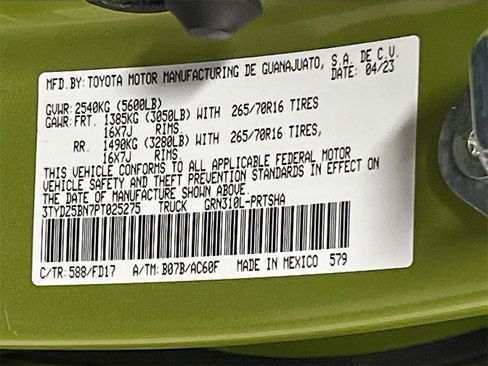 MFD.BY: TOYOTA MOTOR MANUFACTURING DE GUANAJUATO, S.A. DE C.V.
DATE: 04/23
GVWR: 2540KG (5600LB)
GAWR: FRT. 1385KG (3050LB) WITH 265/70R16 TIRES
16X7J RIMS.
RR. 1490KG (3280LB) WITH 265/70R16 TIRES,
16X7J RIMS.
THIS VEHICLE CONFORMS TO ALL APPLICABLE FEDERAL MOTOR
VEHICLE SAFETY AND THEFT PREVENTION STANDARDS IN EFFECT ON
THE DATE OF MANUFACTURE SHOWN ABOVE.
3TYDZ5BN7PT025275 TRUCK GRN310L-PRTSHA
C/TR: 588/FD17 A/TM: B07B/AC60F MADE IN MEXICO 579